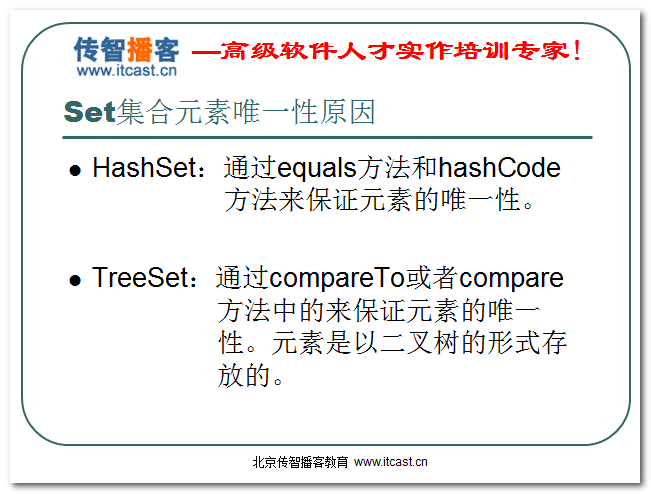 传智播客 —高级软件人才实作培训专家!
www.itcast.cn
Set集合元素唯一性原因
● HashSet：通过equals方法和hashCode
方法来保证元素的唯一性。
● TreeSet：通过compareTo或者compare
方法中的来保证元素的唯一
性。元素是以二叉树的形式存
放的。
北京传智播客教育 www.itcast.cn